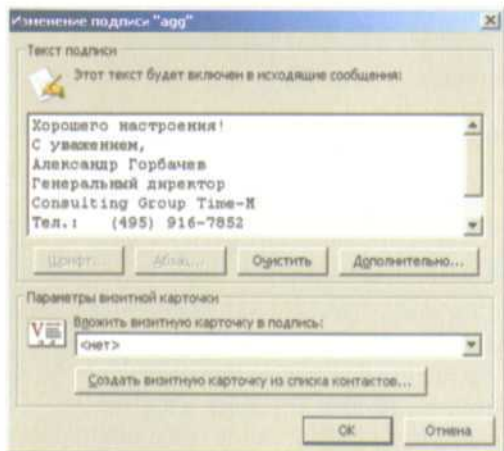 Изменение подписи "agg"
Текст подписи
Этот текст будет включен в исходящие сообщения:
Хорошего настроения!
С уважением,
Александр Горбачев
Генеральный директор
Consulting Group Time-M
Тел.: (495) 916-7852
Шрифт...
Абзац...
Очистить
Дополнительно...
Параметры визитной карточки
Вложить визитную карточку в подпись:
<нет>
Создать визитную карточку из списка контактов...
ОК
Отмена